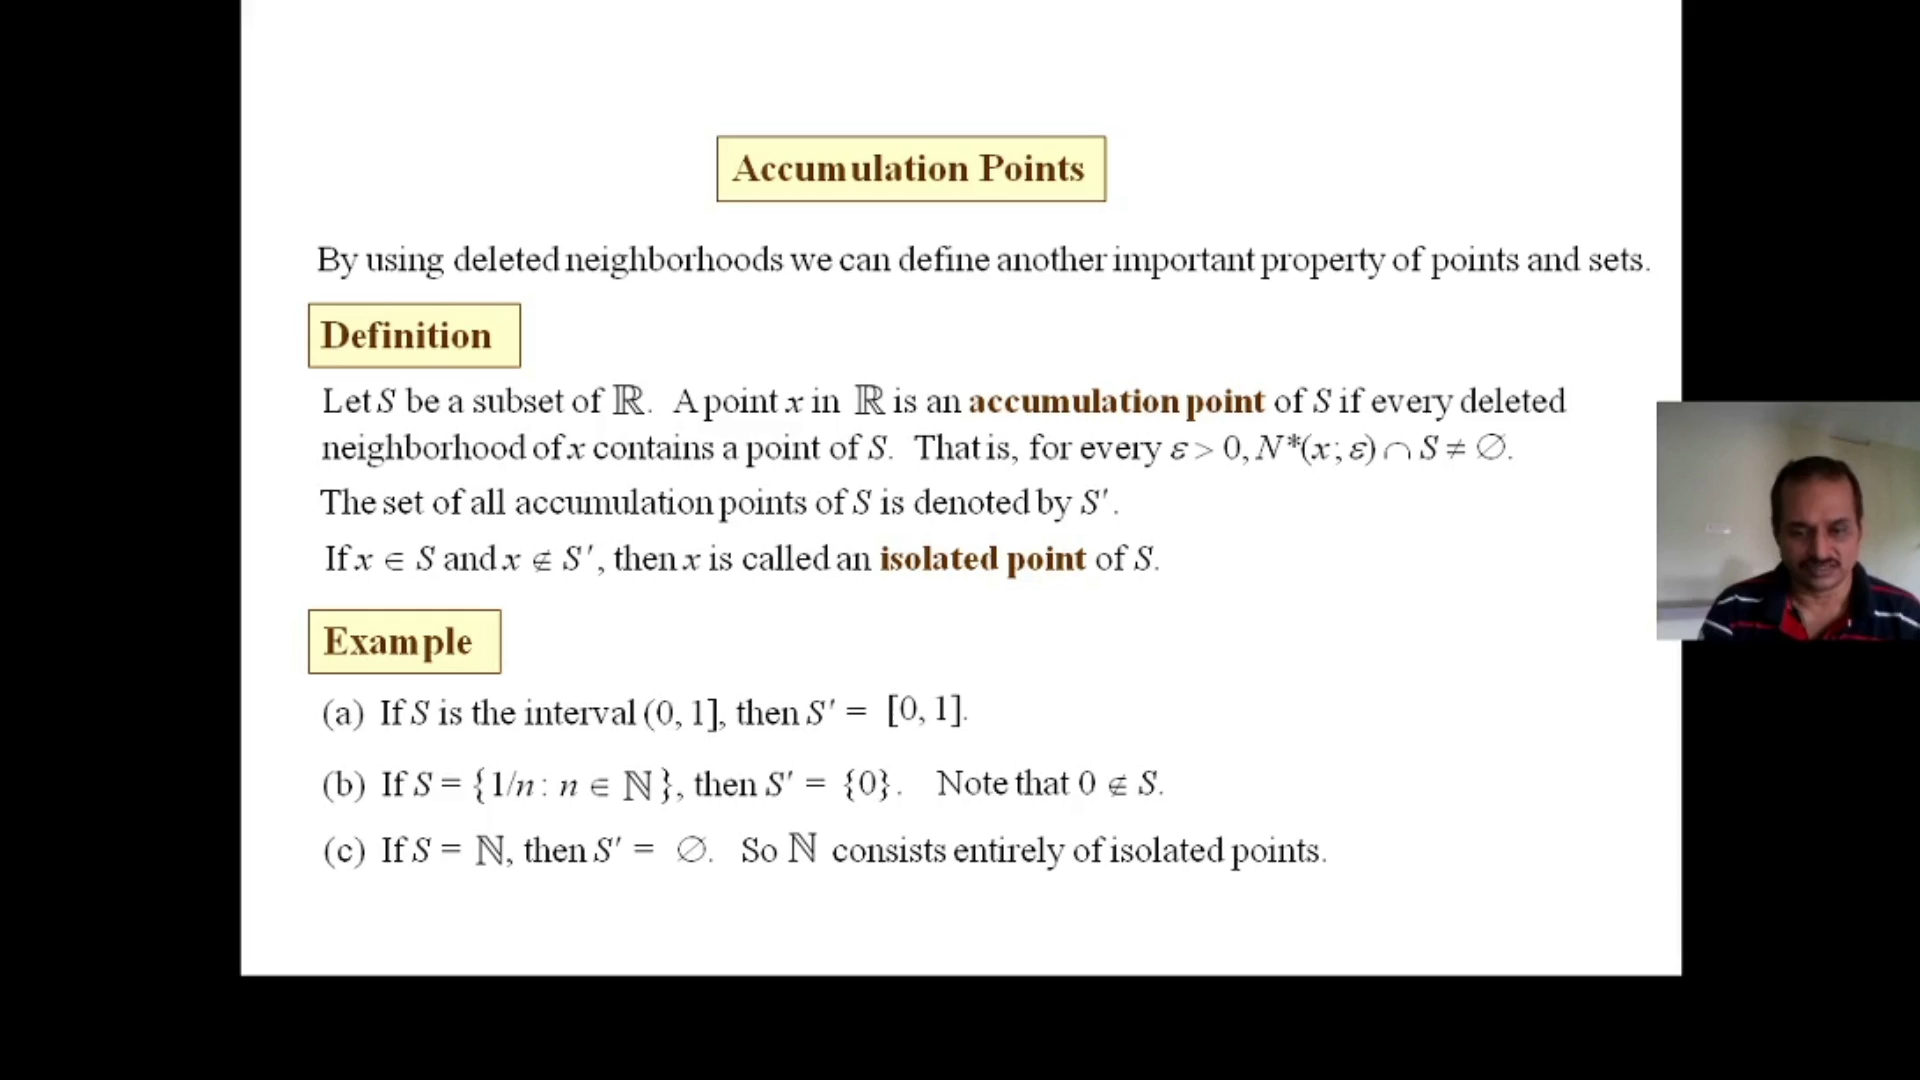 Accumulation Points
By using deleted neighborhoods we can define another important property of points and sets.
Definition
Let S be a subset of ℝ. A point x in ℝ is an accumulation point of S if every deleted
neighborhood of x contains a point of S. That is, for every ε > 0, N*(x; ε) ∩ S ≠ ∅.
The set of all accumulation points of S is denoted by S′.
If x ∈ S and x ∉ S′, then x is called an isolated point of S.
Example
(a) If S is the interval (0, 1], then S′ = [0, 1].
(b) If S = {1/n : n ∈ ℕ}, then S′ = {0}. Note that 0 ∉ S.
(c) If S = ℕ, then S′ = ∅. So ℕ consists entirely of isolated points.